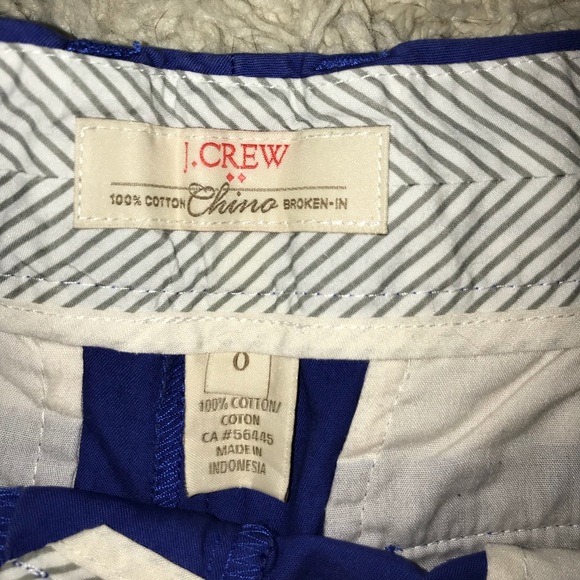 J.CREW
100% COTTON Chino BROKEN-IN
0
100% COTTON/
COTON
CA #56445
MADE IN
INDONESIA